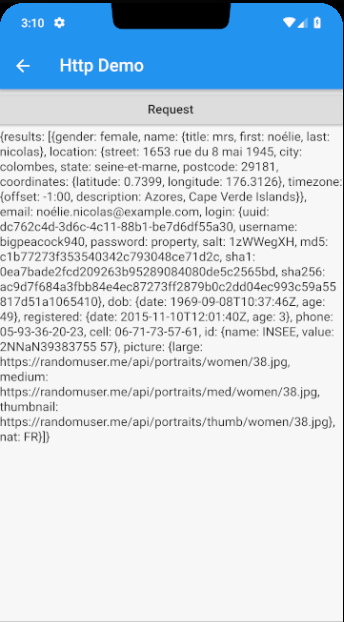 3:10
Http Demo
Request
{results: [{gender: female, name: {title: mrs, first: noélie, last:
nicolas}, location: {street: 1653 rue du 8 mai 1945, city:
colombes, state: seine-et-marne, postcode: 29181,
coordinates: {latitude: 0.7399, longitude: 176.3126}, timezone:
{offset: -1:00, description: Azores, Cape Verde Islands}},
email: noélie.nicolas@example.com, login: {uuid:
dc762c4d-3d6c-4c11-88b1-be7d6df55a30, username:
bigpeacock940, password: property, salt: 1zWWegXH, md5:
c1b77273f353540342c793048ce71d2c, sha1:
0ea7bade2fcd209263b95289084080de5c2565bd, sha256:
ac9d7f684a3fbb84e4ec87273ff2879b0c2dd04ec993c59a55
817d51a1065410}, dob: {date: 1969-09-08T10:37:46Z, age:
49}, registered: {date: 2015-11-10T12:01:40Z, age: 3}, phone:
05-93-36-20-23, cell: 06-71-73-57-61, id: {name: INSEE, value:
2NNaN39383755 57}, picture: {large:
https://randomuser.me/api/portraits/women/38.jpg,
medium:
https://randomuser.me/api/portraits/med/women/38.jpg,
thumbnail:
https://randomuser.me/api/portraits/thumb/women/38.jpg},
nat: FR}]}